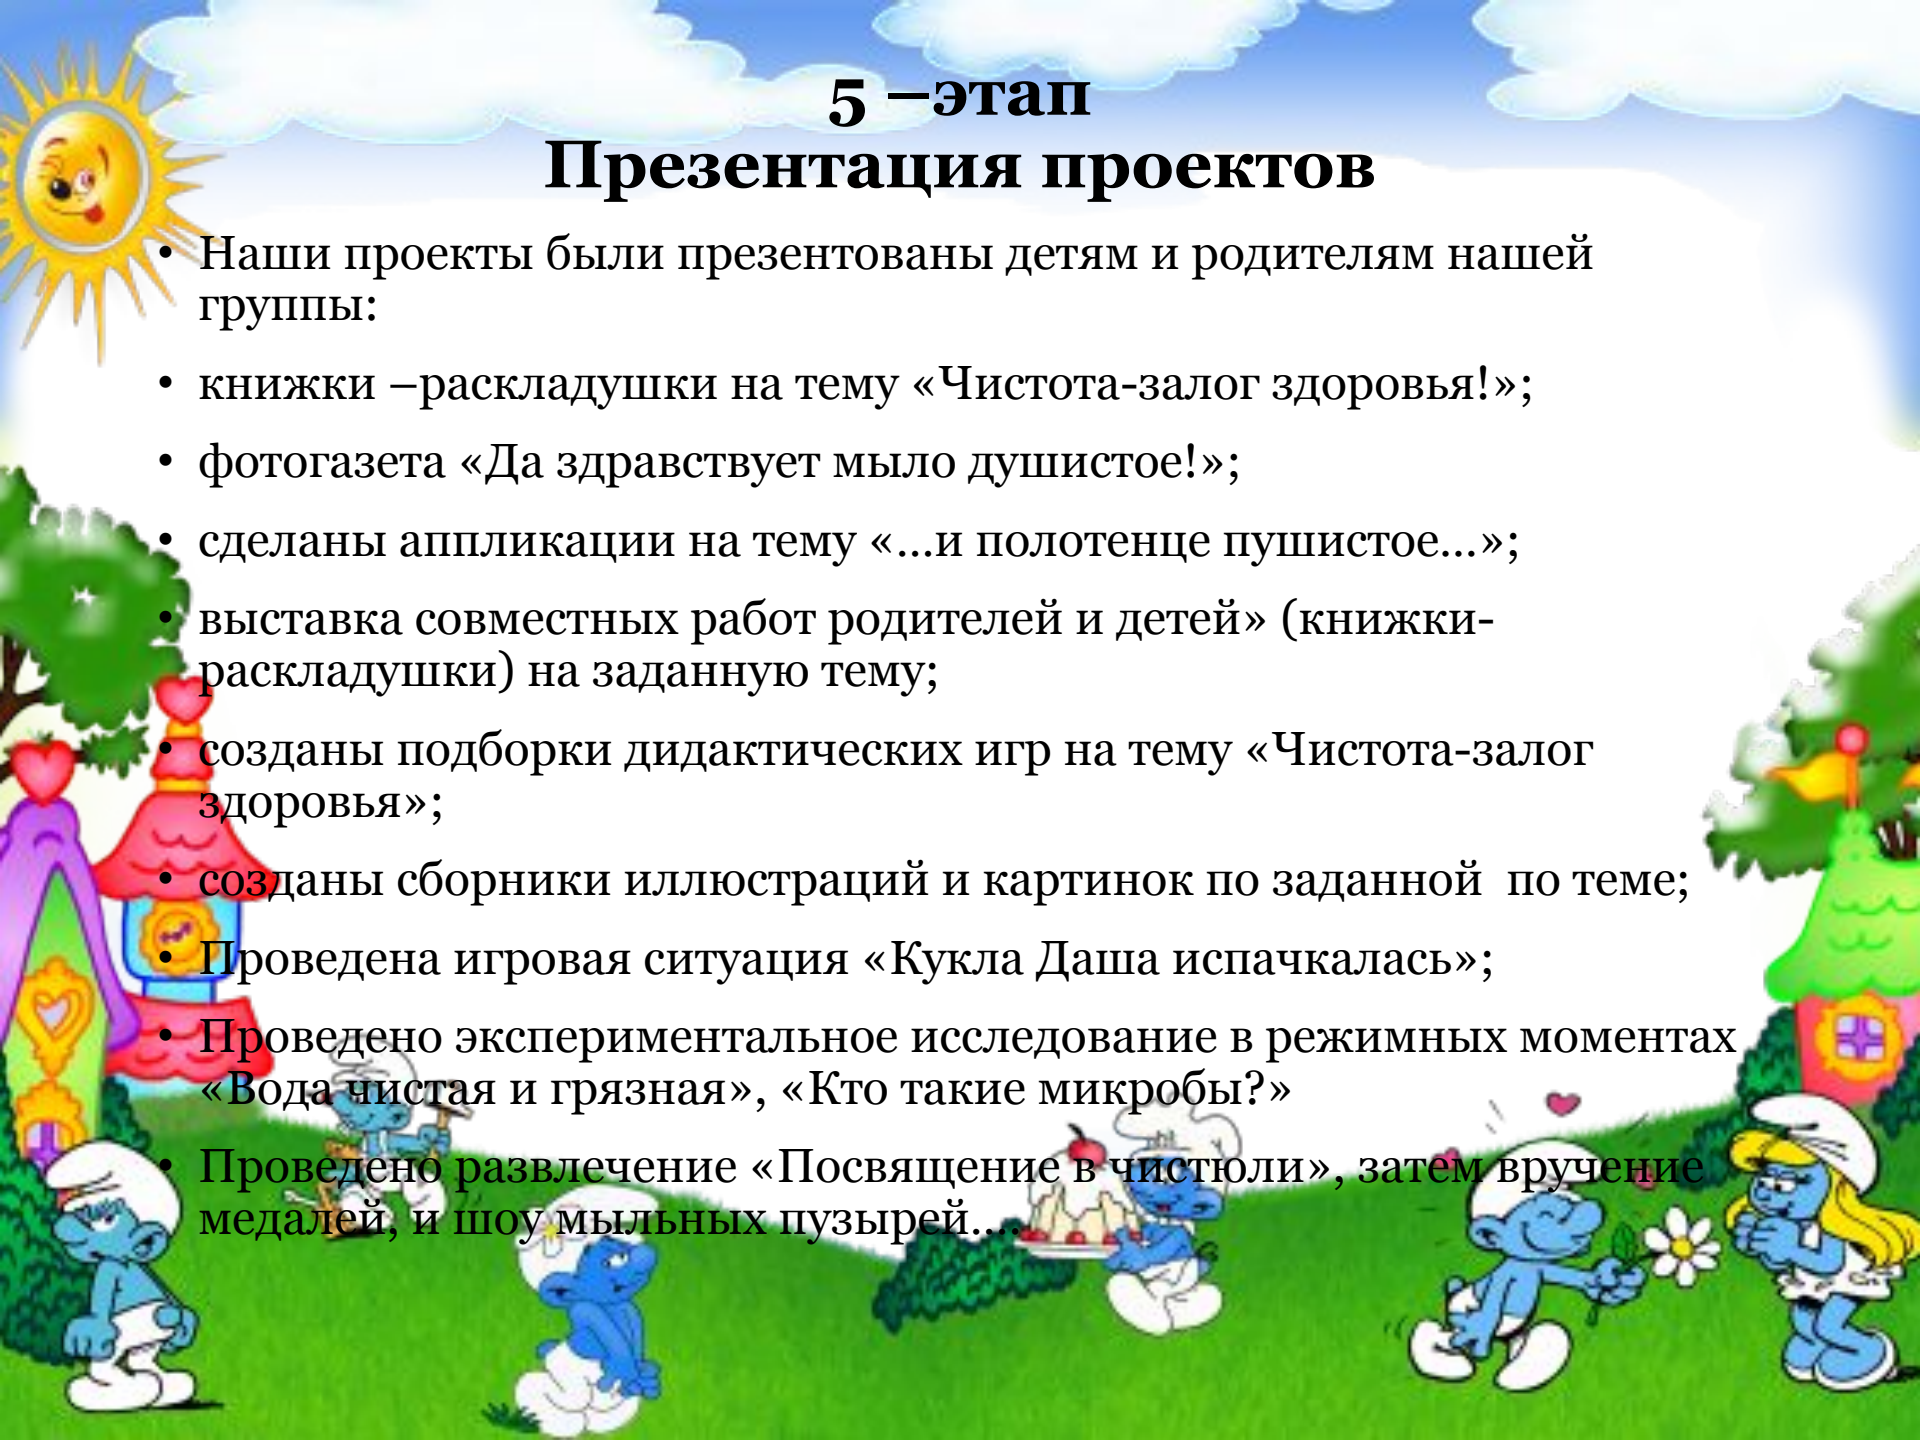 5 –этап
Презентация проектов
• Наши проекты были презентованы детям и родителям нашей
группы:
• книжки –раскладушки на тему «Чистота-залог здоровья!»;
• фотогазета «Да здравствует мыло душистое!»;
• сделаны аппликации на тему «...и полотенце пушистое...»;
• выставка совместных работ родителей и детей» (книжки-
раскладушки) на заданную тему;
• созданы подборки дидактических игр на тему «Чистота-залог
здоровья»;
• созданы сборники иллюстраций и картинок по заданной  по теме;
• Проведена игровая ситуация «Кукла Даша испачкалась»;
• Проведено экспериментальное исследование в режимных моментах
«Вода чистая и грязная», «Кто такие микробы?»
• Проведено развлечение «Посвящение в чистюли», затем вручение
медалей, и шоу мыльных пузырей....